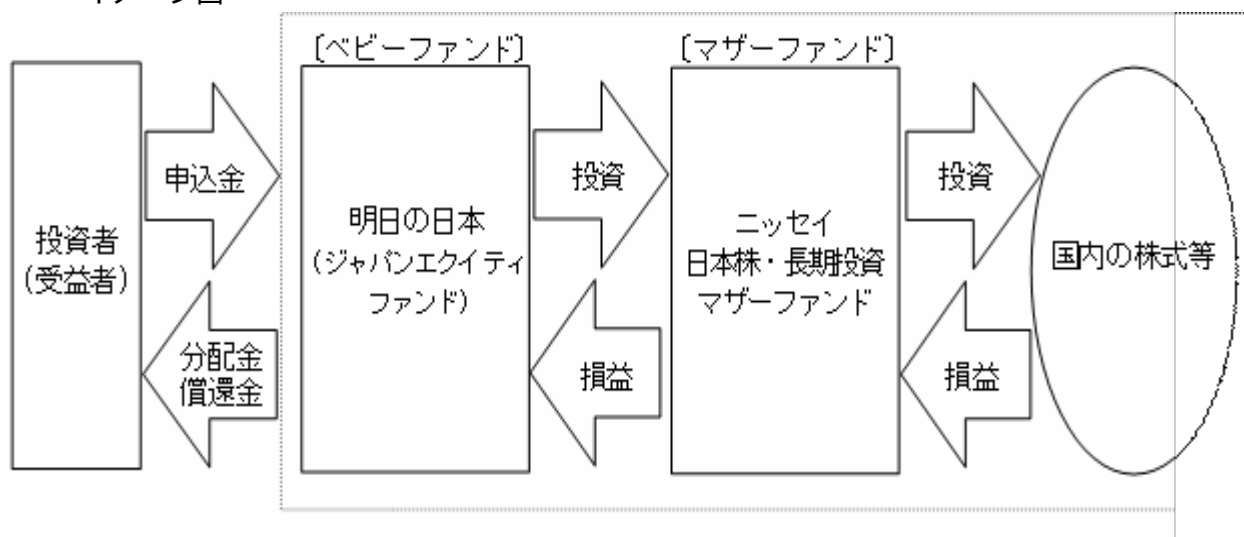 〔ベビーファンド〕
〔マザーファンド〕
投資者
(受益者)
申込金
分配金
償還金
明日の日本
(ジャパンエクイティ
ファンド)
投資
損益
ニッセイ
日本株・長期投資
マザーファンド
投資
損益
国内の株式等